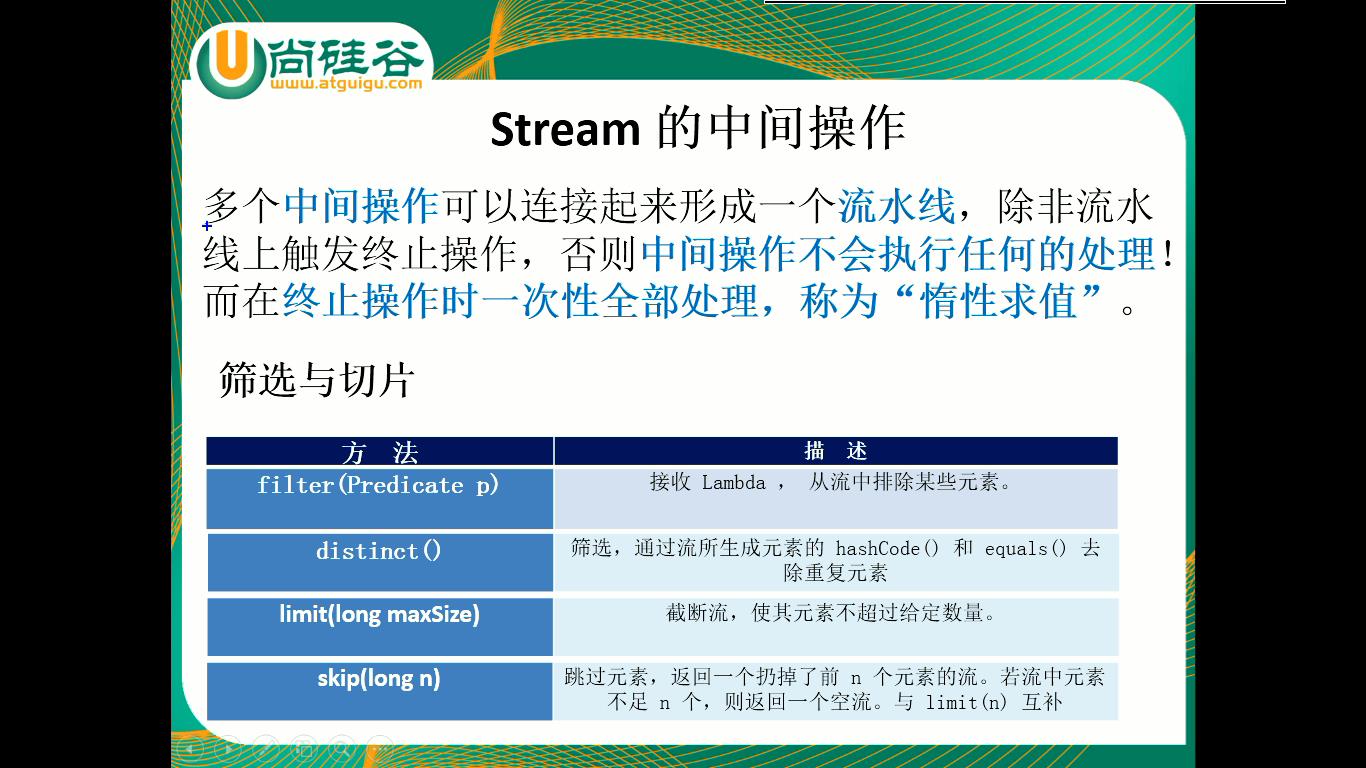 尚硅谷
www.atguigu.com
Stream 的中间操作
多个中间操作可以连接起来形成一个流水线，除非流水
线上触发终止操作，否则中间操作不会执行任何的处理！
而在终止操作时一次性全部处理，称为“惰性求值”。
筛选与切片
方 法
描 述
filter(Predicate p)
接收 Lambda ， 从流中排除某些元素。
distinct()
筛选，通过流所生成元素的 hashCode() 和 equals() 去
除重复元素
limit(long maxSize)
截断流，使其元素不超过给定数量。
skip(long n)
跳过元素，返回一个扔掉了前 n 个元素的流。若流中元素
不足 n 个，则返回一个空流。与 limit(n) 互补